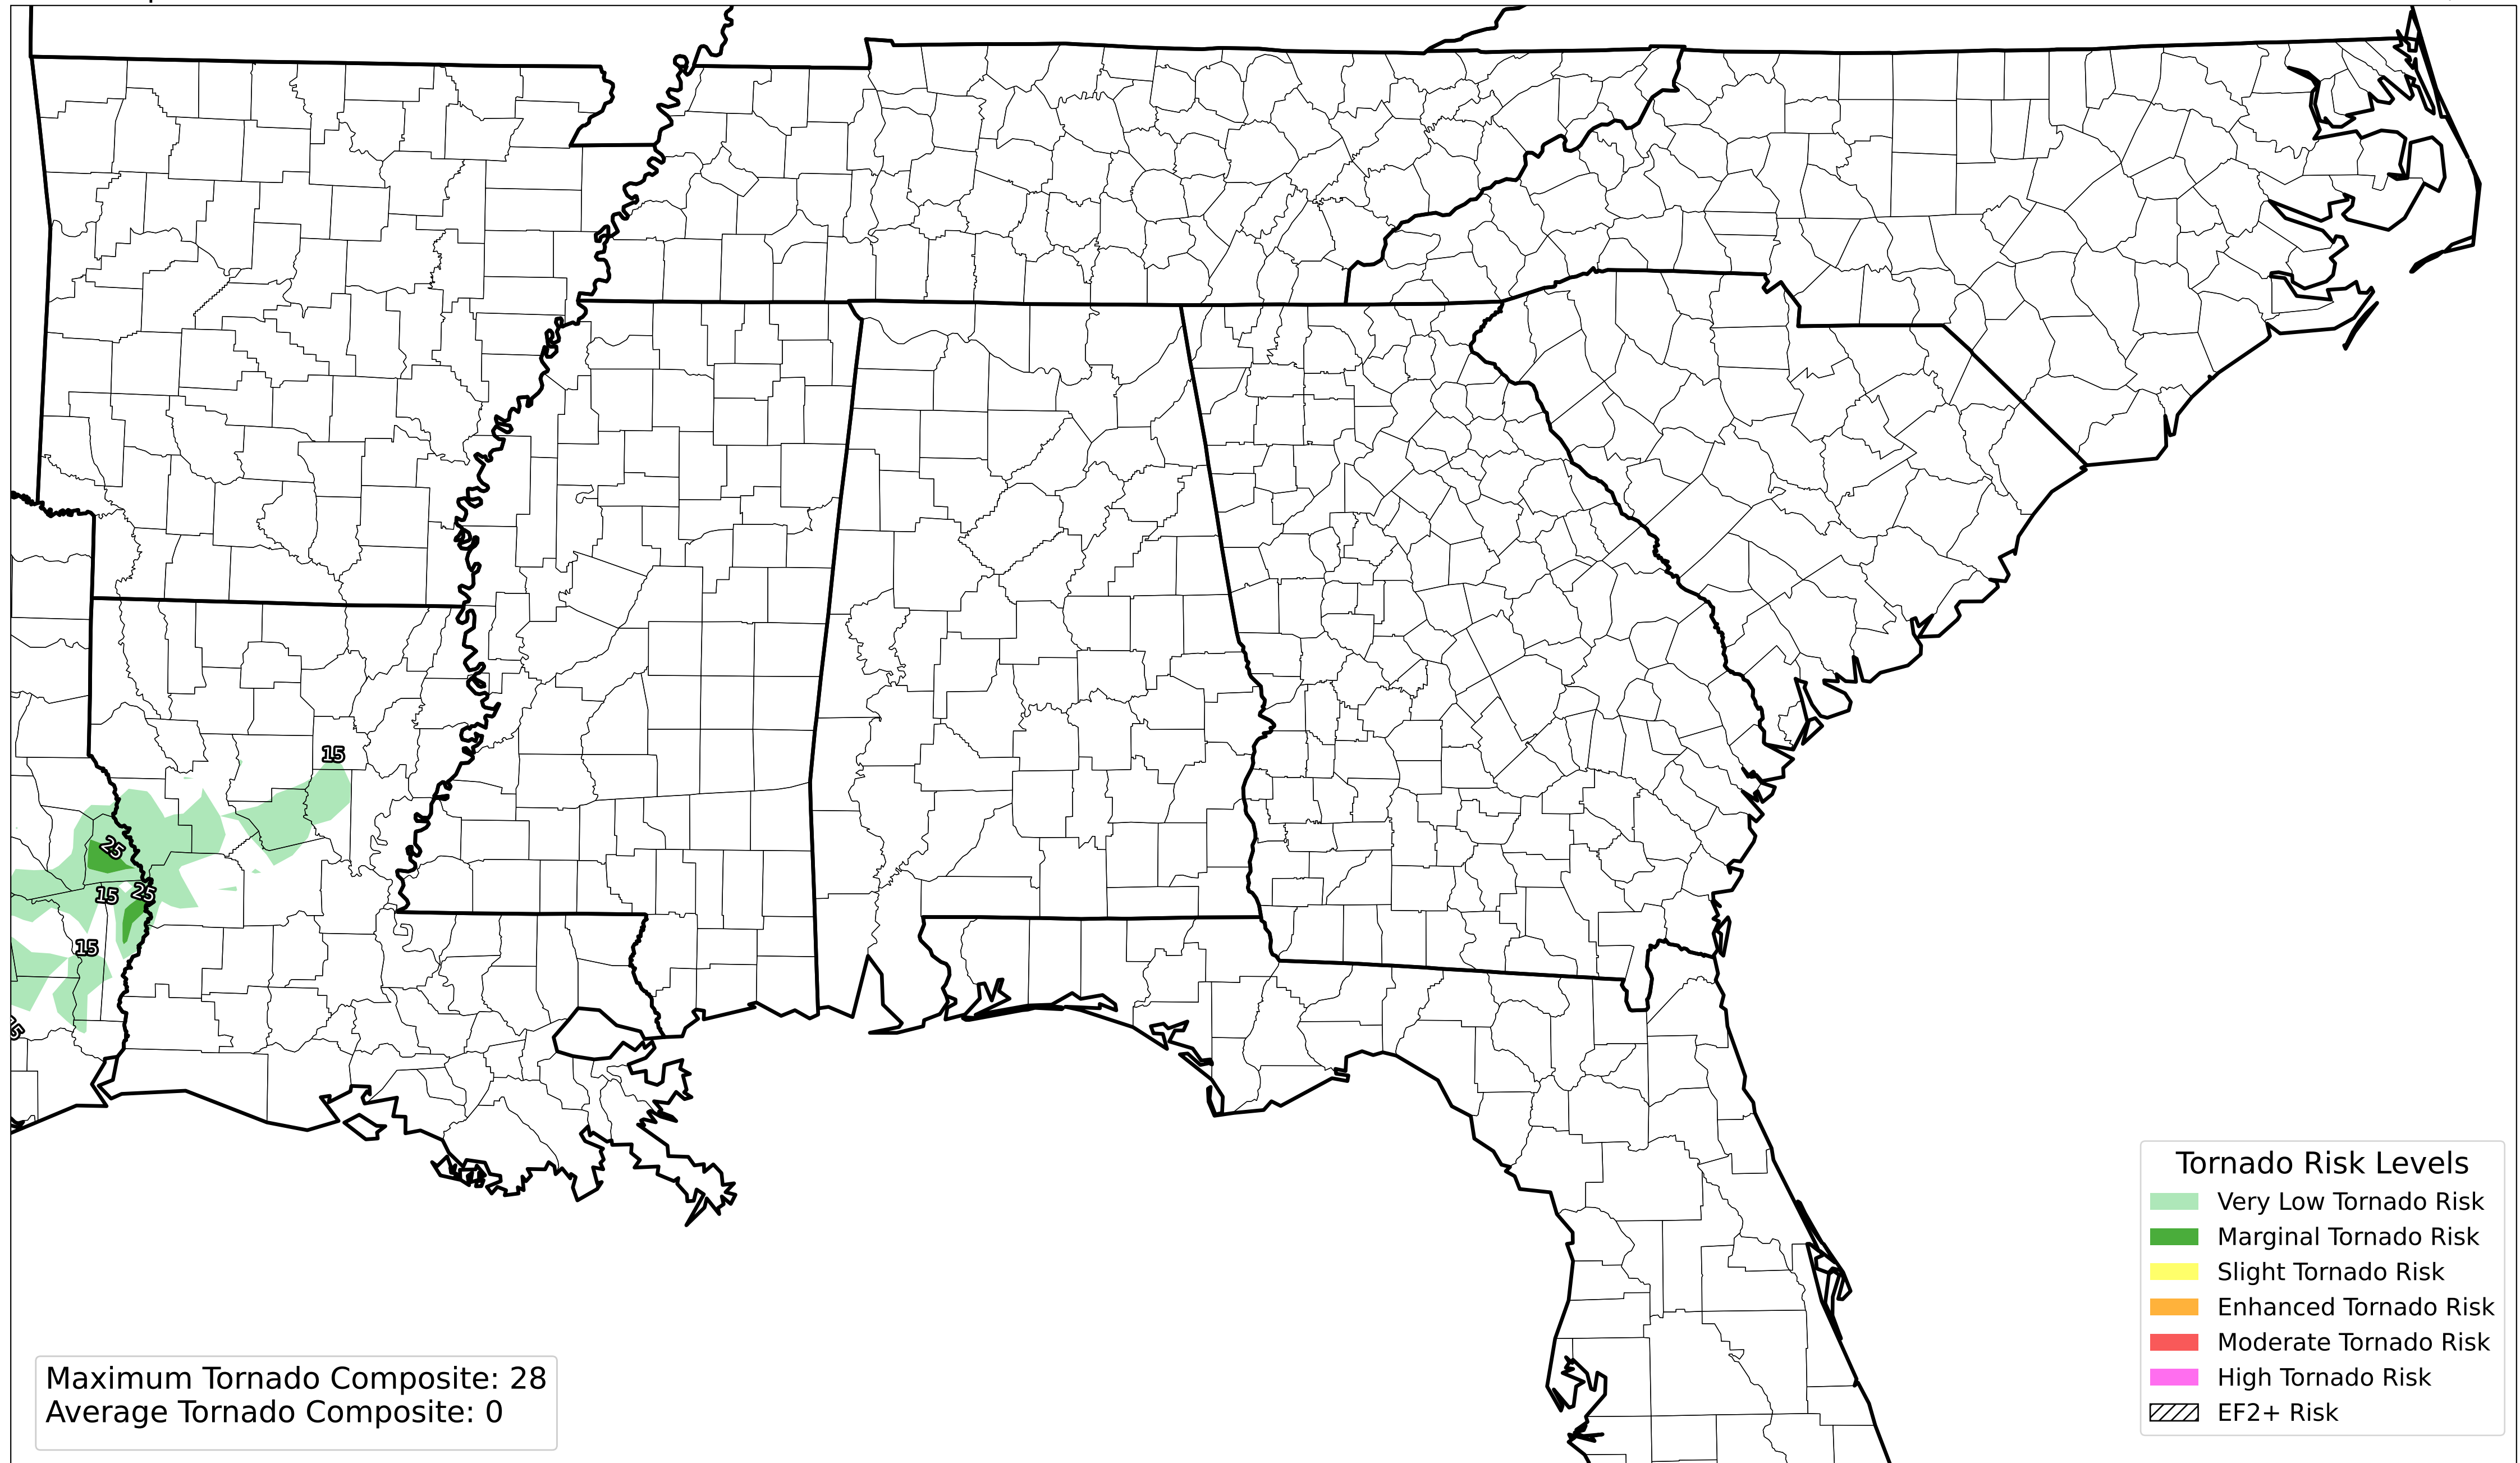 15
25
15
25
15
15
Maximum Tornado Composite: 28
Average Tornado Composite: 0
Tornado Risk Levels
Very Low Tornado Risk
Marginal Tornado Risk
Slight Tornado Risk
Enhanced Tornado Risk
Moderate Tornado Risk
High Tornado Risk
EF2+ Risk